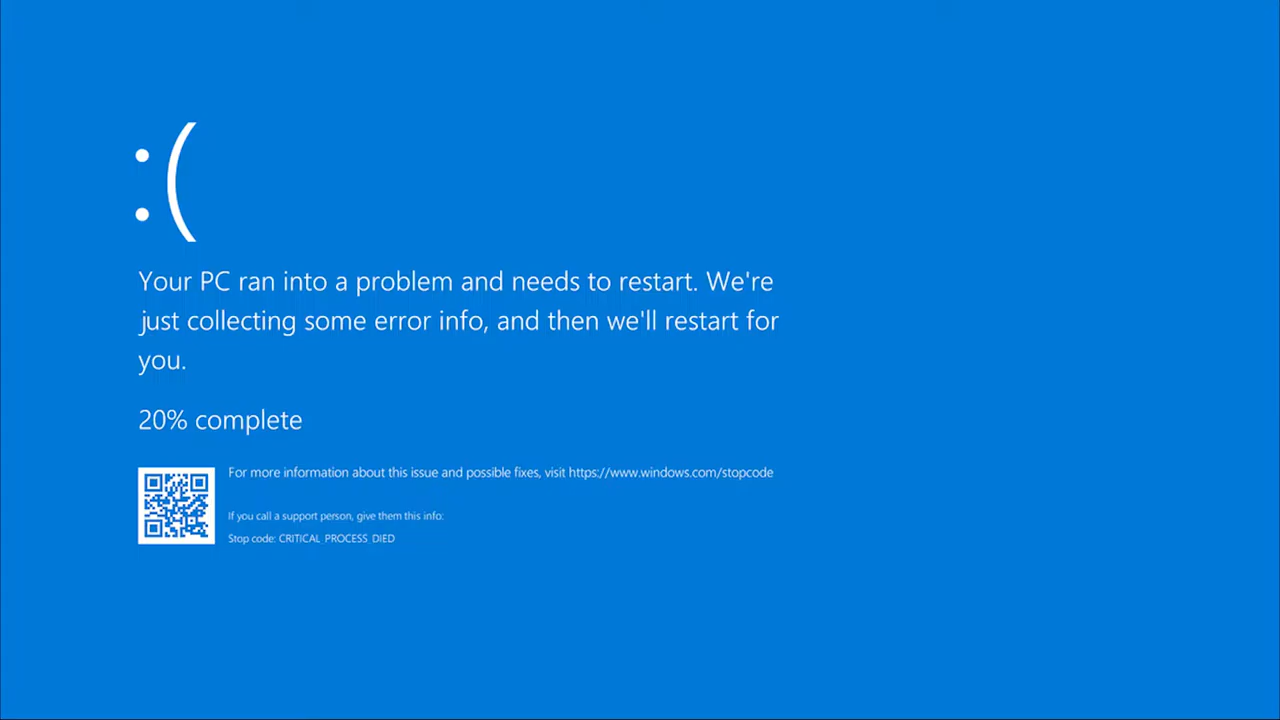 :(
Your PC ran into a problem and needs to restart. We're
just collecting some error info, and then we'll restart for
you.
20% complete
For more information about this issue and possible fixes, visit https://www.windows.com/stopcode
If you call a support person, give them this info:
Stop code: CRITICAL_PROCESS_DIED